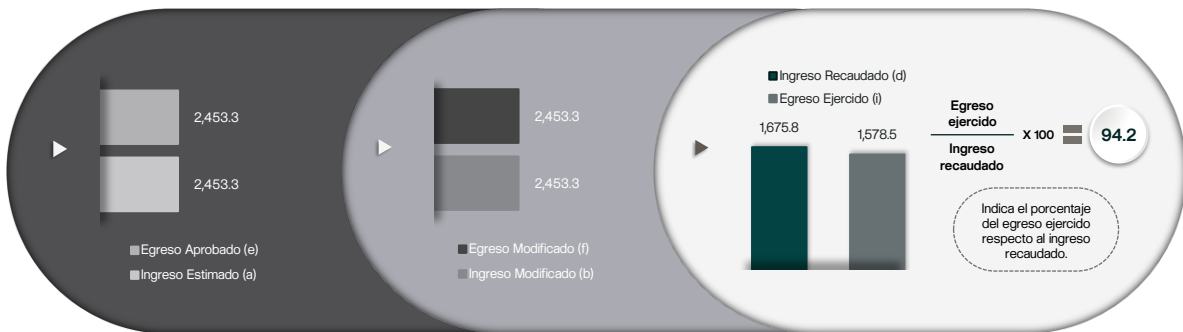 2,453.3
2,453.3
Egreso Aprobado (e)
Ingreso Estimado (a)
2,453.3
2,453.3
Egreso Modificado (f)
Ingreso Modificado (b)
Ingreso Recaudado (d)
Egreso Ejercido (i)
1,675.8
1,578.5
Egreso
ejercido
Ingreso
recaudado
X 100
94.2
Indica el porcentaje
del egreso ejercido
respecto al ingreso
recaudado.